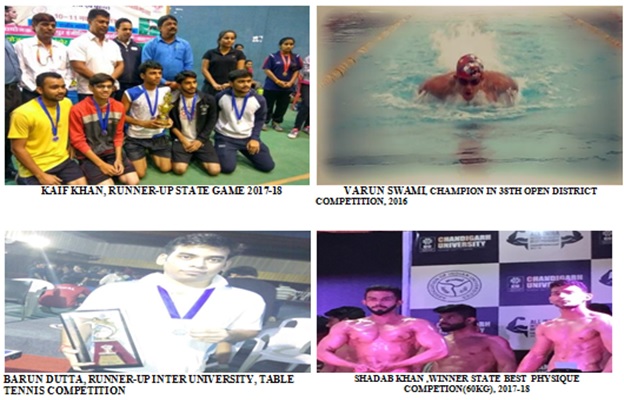 10-11
KAIF KHAN, RUNNER-UP STATE GAME 2017-18
VARUN SWAMI, CHAMPION IN 38TH OPEN DISTRICT
COMPETITION, 2016
CHANDIGARH
UNIVERSITY
CHANDIGARH
UNIVERSITY
BARUN DUTTA, RUNNER-UP INTER UNIVERSITY, TABLE
TENNIS COMPETITION
SHADAB KHAN ,WINNER STATE BEST PHYSIQUE
COMPETION(60KG), 2017-18